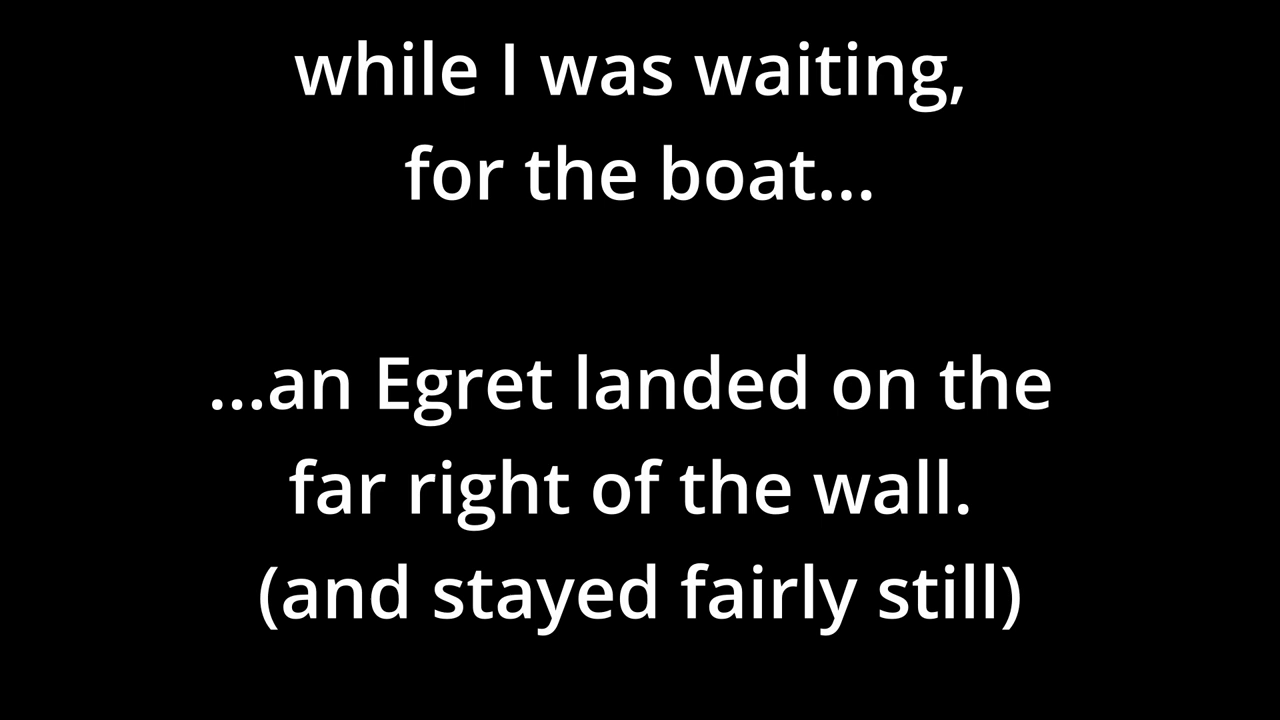 while I was waiting,
for the boat...
...an Egret landed on the
far right of the wall.
(and stayed fairly still)